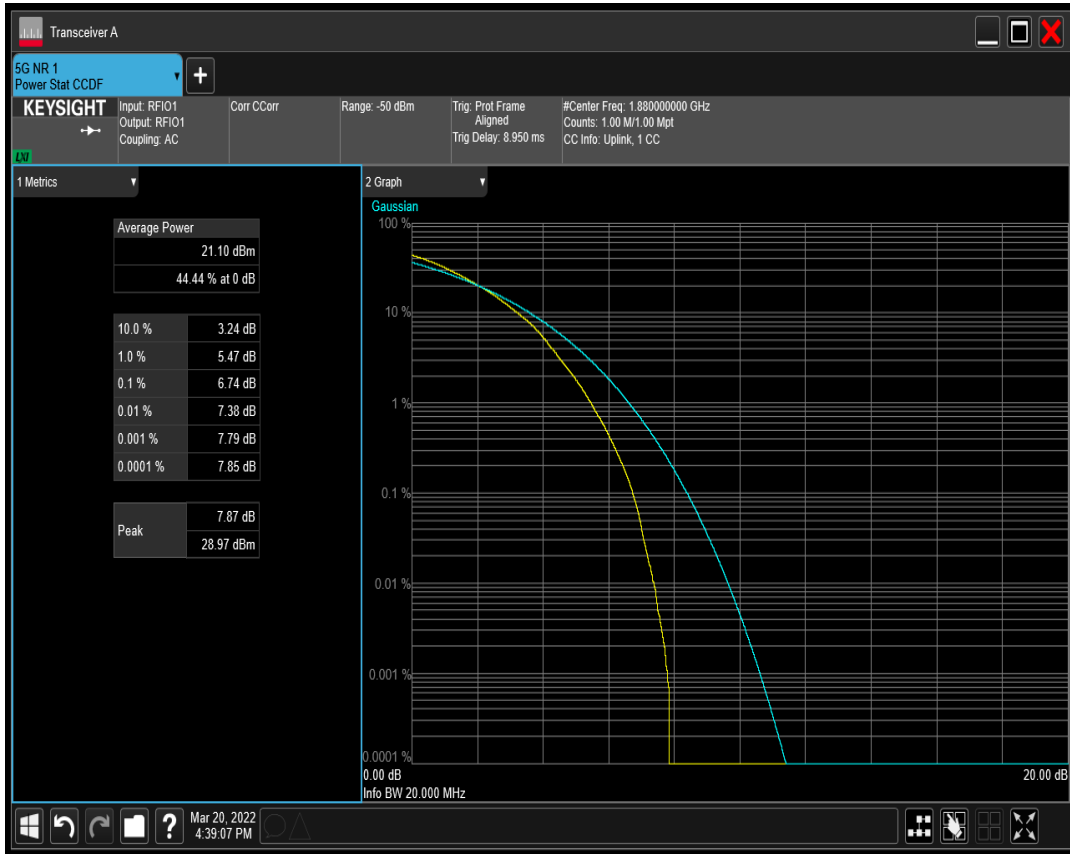 Transceiver A
5G NR 1
Power Stat CCDF
+
KEYSIGHT
LXI
Input: RFIO1
Output: RFIO1
Coupling: AC
Corr CCorr
Range: -50 dBm
Trig: Prot Frame
Aligned
Trig Delay: 8.950 ms
#Center Freq: 1.880000000 GHz
Counts: 1.00 M/1.00 Mpt
CC Info: Uplink, 1 CC
1 Metrics
Average Power
21.10 dBm
44.44 % at 0 dB
10.0 % 3.24 dB
1.0 % 5.47 dB
0.1 % 6.74 dB
0.01 % 7.38 dB
0.001 % 7.79 dB
0.0001 % 7.85 dB
Peak
7.87 dB
28.97 dBm
2 Graph
Gaussian
100 %
10 %
1 %
0.1 %
0.01 %
0.001 %
0.0001 %
0.00 dB 20.00 dB
Info BW 20.000 MHz
?
Mar 20, 2022
4:39:07 PM